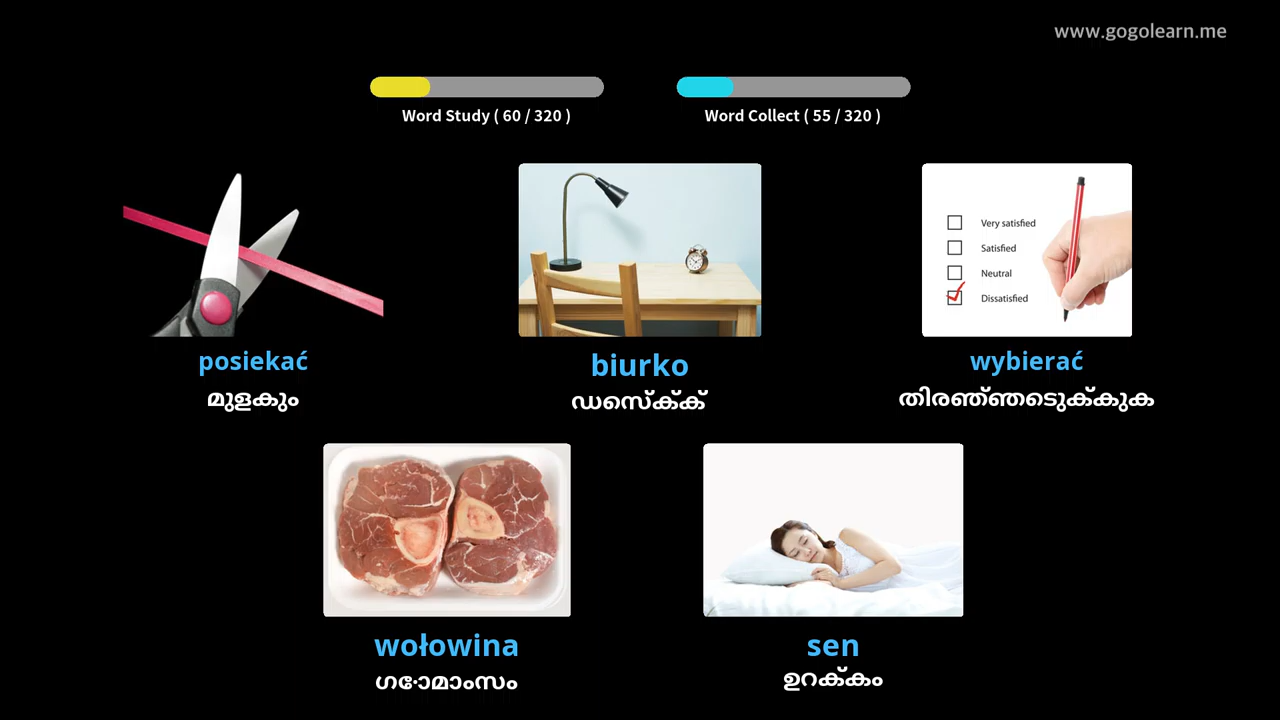 www.gogolearn.me
Word Study ( 60 / 320 )
Word Collect ( 55 / 320 )
Very satisfied
Satisfied
Neutral
Dissatisfied
posiekać
biurko
wybierać
മുളകും
ഡസ്െക്ക്
തിരഞ്ഞടെുക്കുക
wołowina
sen
ഗോമാംസം
ഉറക്കം